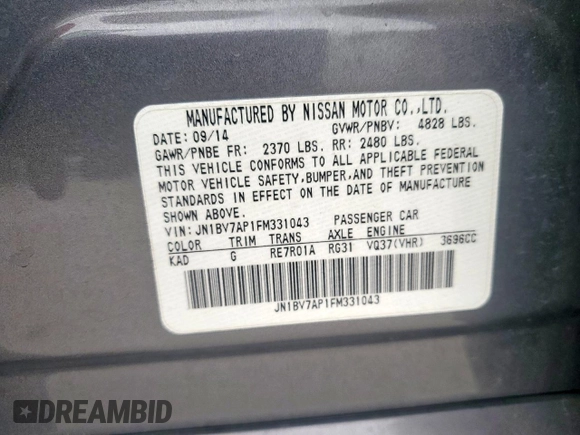 MANUFACTURED BY NISSAN MOTOR CO.,LTD.
DATE: 09/14 GVWR/PNBV: 4828 LBS.
GAWR/PNBE FR: 2370 LBS. RR: 2480 LBS.
THIS VEHICLE CONFORMS TO ALL APPLICABLE FEDERAL
MOTOR VEHICLE SAFETY,BUMPER,AND THEFT PREVENTION
STANDARDS IN EFFECT ON THE DATE OF MANUFACTURE
SHOWN ABOVE.
VIN: JN1BV7AP1FM331043 PASSENGER CAR
COLOR TRIM TRANS AXLE ENGINE
KAD G RE7R01A RG31 VQ37(VHR) 3696CC
JN1BV7AP1FM331043
DREAMBID